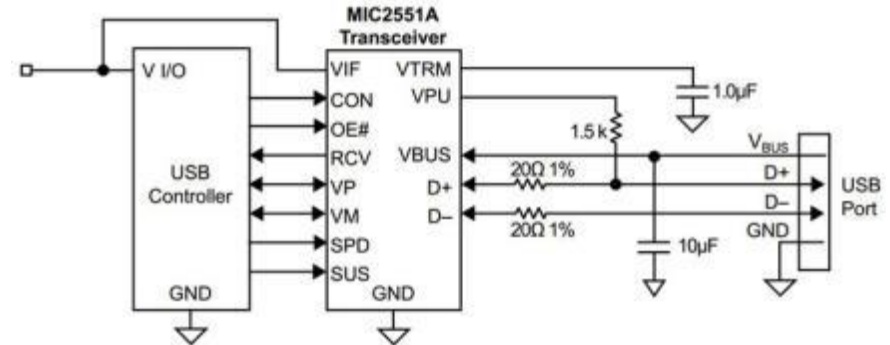 MIC2551A
Transceiver
V I/O
VIF
VTRM
CON
VPU
1.0µF
OE#
1.5 k
RCV
VBUS
VBUS
20Ω 1%
D+
USB
Controller
VP
D+
USB
Port
VM
D–
D–
20Ω 1%
GND
SPD
10µF
SUS
GND
GND